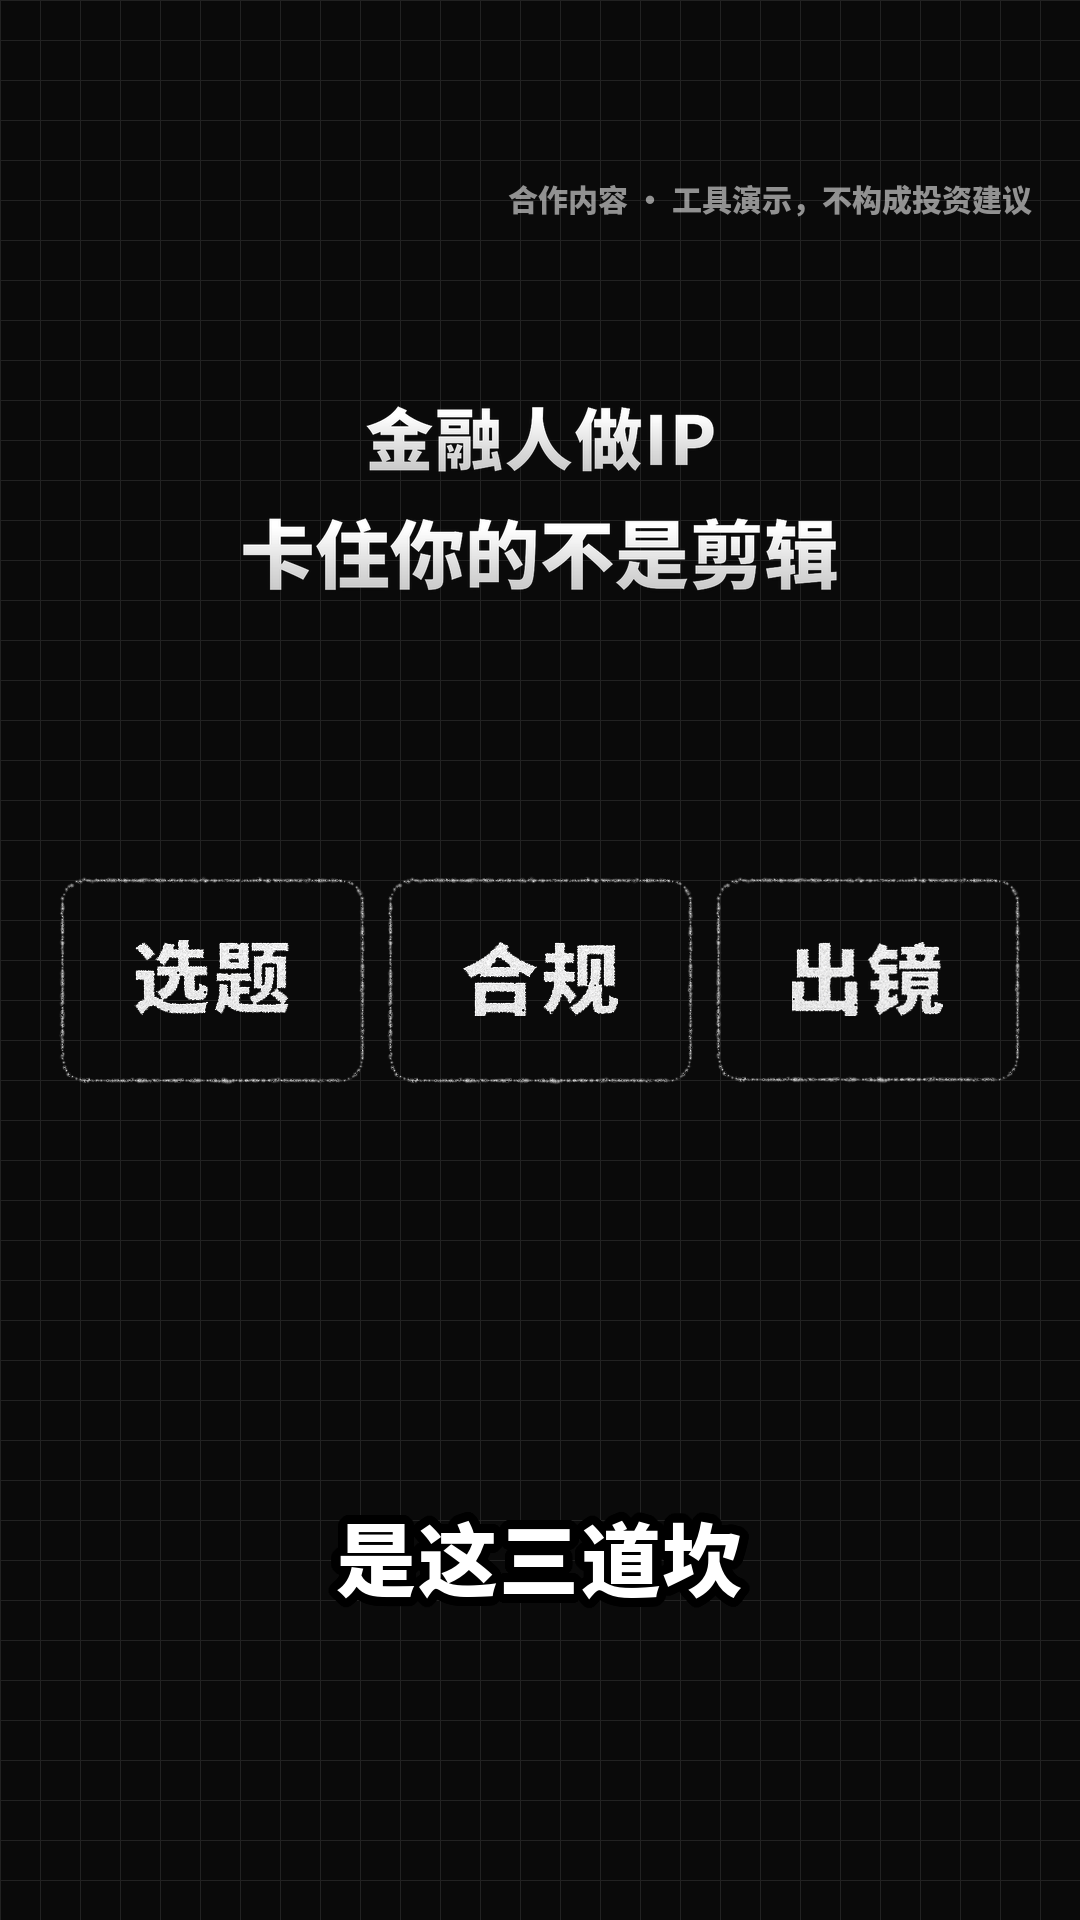 合作内容 · 工具演示，不构成投资建议
金融人做IP
卡住你的不是剪辑
选题 合规 出镜
是这三道坎